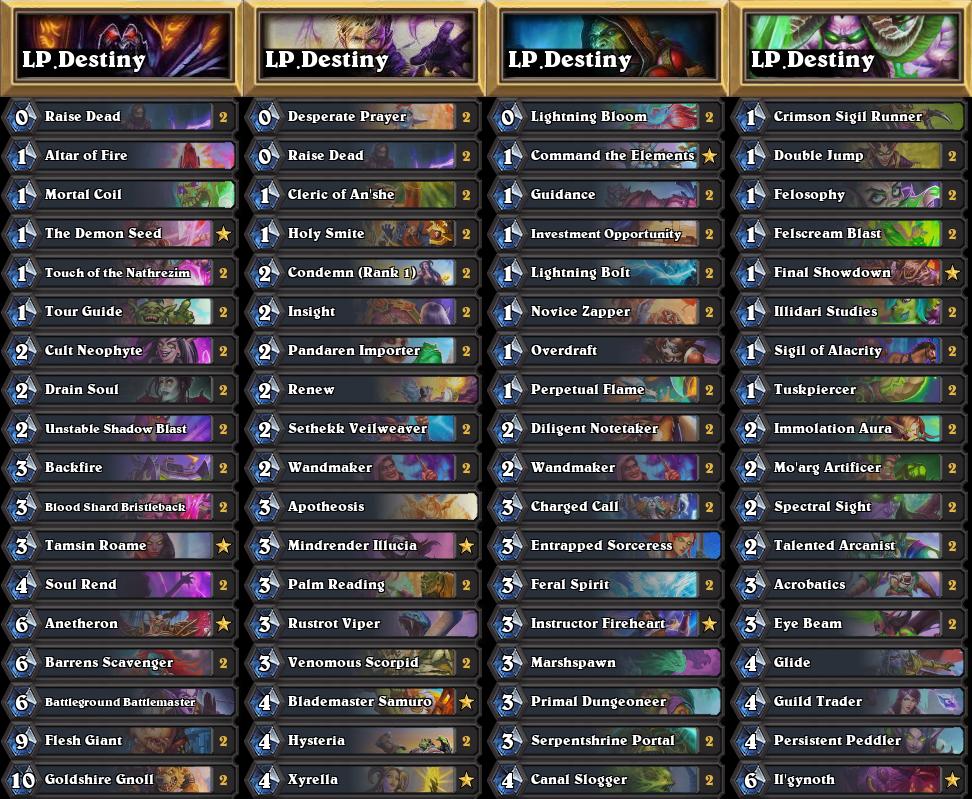 LP.Destiny
0 Raise Dead 2
1 Altar of Fire
1 Mortal Coil
1 The Demon Seed
1 Touch of the Nathrezim 2
1 Tour Guide 2
2 Cult Neophyte 2
2 Drain Soul 2
2 Unstable Shadow Blast 2
3 Backfire 2
3 Blood Shard Bristleback 2
3 Tamsin Roame
4 Soul Rend 2
6 Anetheron
6 Barrens Scavenger 2
6 Battleground Battlemaster
9 Flesh Giant 2
10 Goldshire Gnoll 2
LP.Destiny
0 Desperate Prayer 2
0 Raise Dead 2
1 Cleric of An'she 2
1 Holy Smite 2
2 Condemn (Rank 1) 2
2 Insight 2
2 Pandaren Importer 2
2 Renew
2 Sethekk Veilweaver 2
2 Wandmaker 2
3 Apotheosis
3 Mindrender Illucia
3 Palm Reading 2
3 Rustrot Viper
3 Venomous Scorpid 2
4 Blademaster Samuro
4 Hysteria 2
4 Xyrella
LP.Destiny
0 Lightning Bloom 2
1 Command the Elements
1 Guidance 2
1 Investment Opportunity 2
1 Lightning Bolt 2
1 Novice Zapper 2
1 Overdraft
1 Perpetual Flame 2
2 Diligent Notetaker 2
2 Wandmaker 2
3 Charged Call 2
3 Entrapped Sorceress
3 Feral Spirit 2
3 Instructor Fireheart
3 Marshspawn
3 Primal Dungeoneer
3 Serpentshrine Portal 2
4 Canal Slogger 2
LP.Destiny
1 Crimson Sigil Runner
1 Double Jump 2
1 Felosophy 2
1 Felscream Blast 2
1 Final Showdown
1 Illidari Studies 2
1 Sigil of Alacrity 2
1 Tuskpiercer 2
2 Immolation Aura 2
2 Mo'arg Artificer 2
2 Spectral Sight 2
2 Talented Arcanist 2
3 Acrobatics 2
3 Eye Beam 2
4 Glide
4 Guild Trader
4 Persistent Peddler
6 Il'gynoth